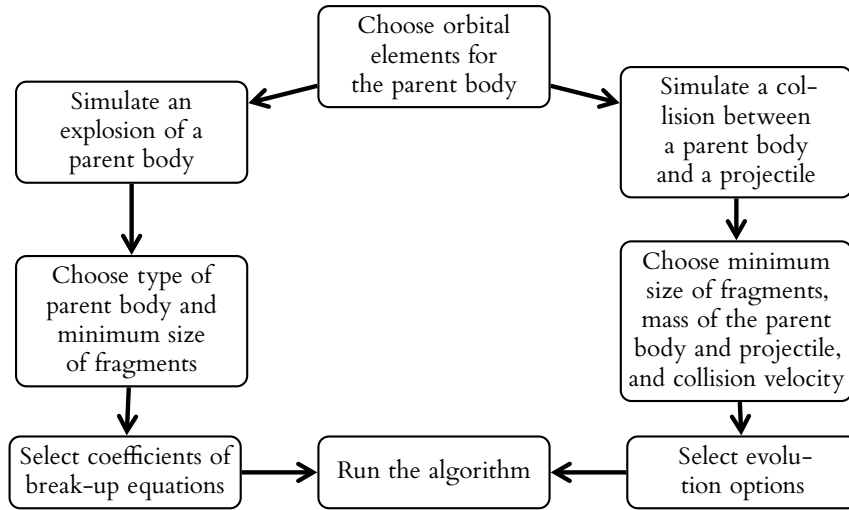 Choose orbital
elements for
the parent body
Simulate an
explosion of a
parent body
Simulate a col-
lision between
a parent body
and a projectile
Choose type of
parent body and
minimum size
of fragments
Choose minimum
size of fragments,
mass of the parent
body and projectile,
and collision velocity
Select coefficients of
break-up equations
Run the algorithm
Select evolu-
tion options